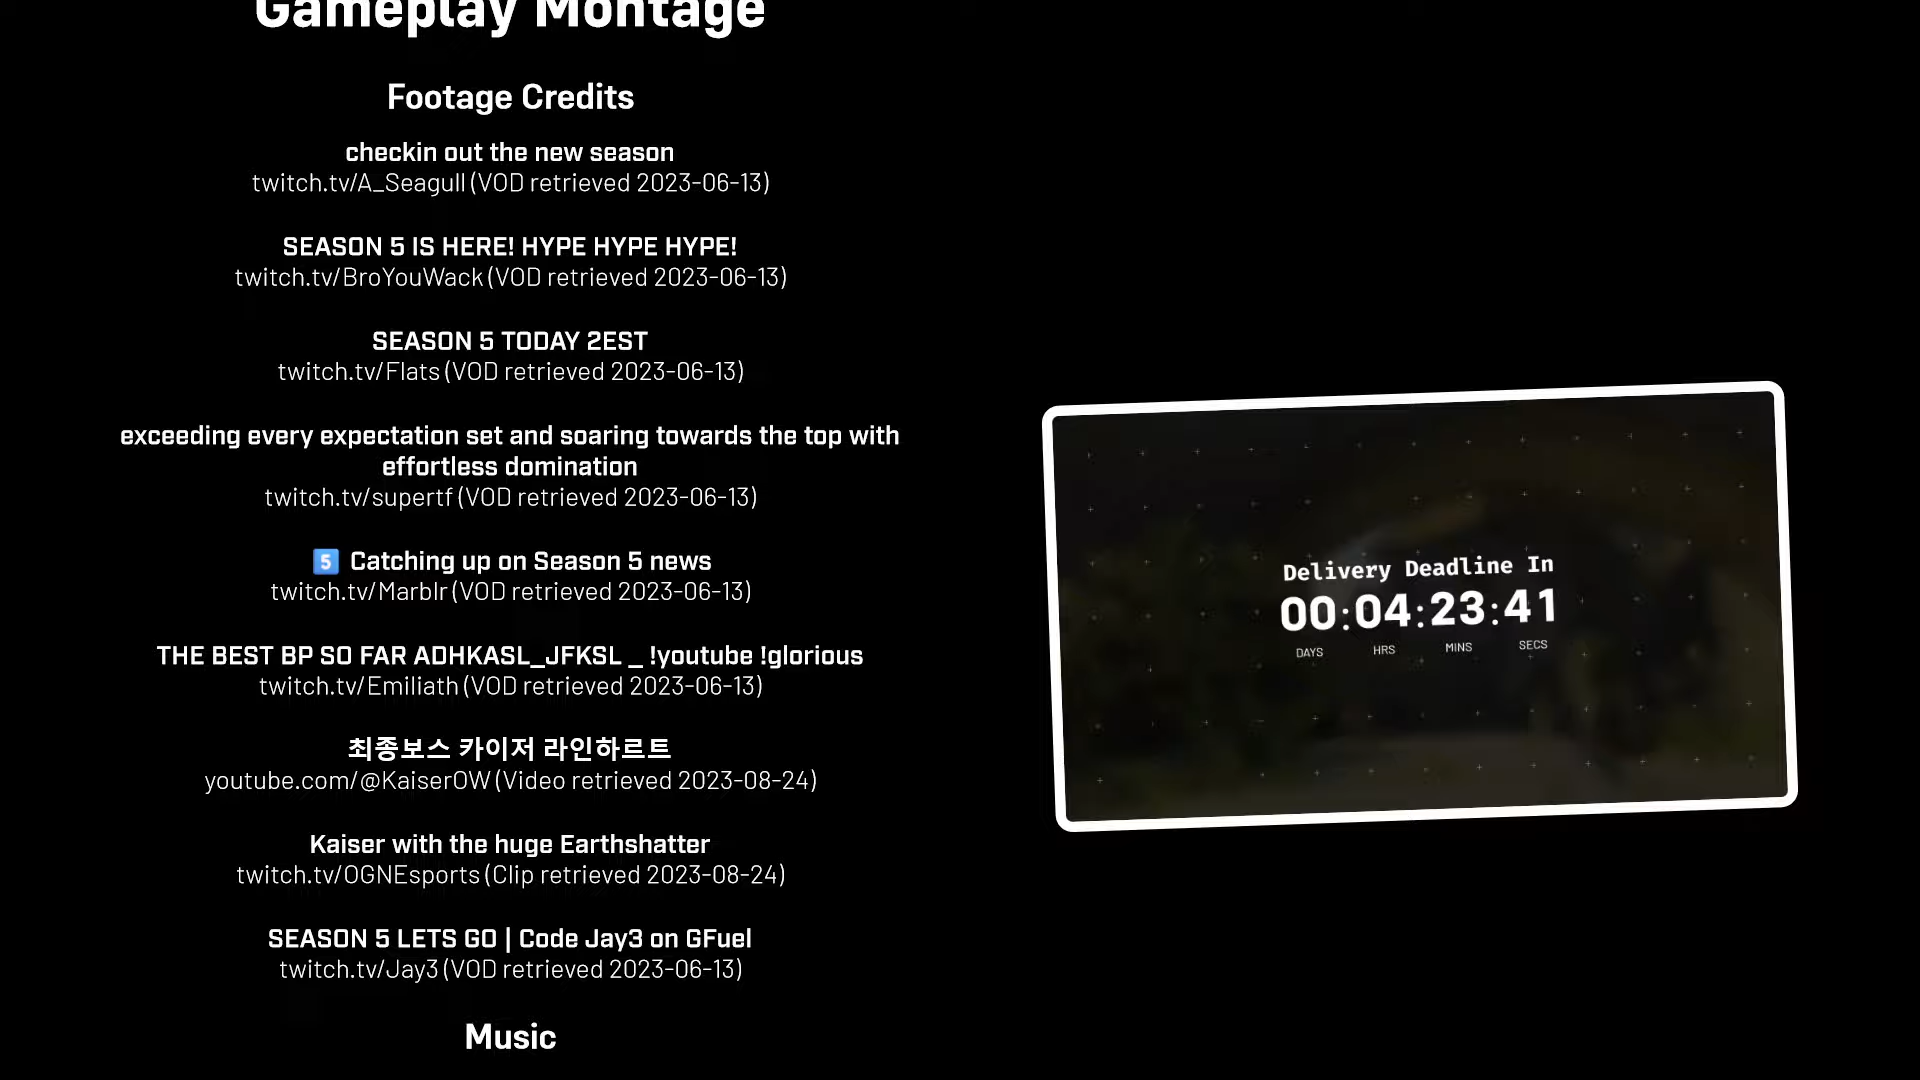 Gameplay Montage
Footage Credits
checkin out the new season
twitch.tv/A_Seagull (VOD retrieved 2023-06-13)
SEASON 5 IS HERE! HYPE HYPE HYPE!
twitch.tv/BroYouWack (VOD retrieved 2023-06-13)
SEASON 5 TODAY 2EST
twitch.tv/Flats (VOD retrieved 2023-06-13)
exceeding every expectation set and soaring towards the top with
effortless domination
twitch.tv/supertf (VOD retrieved 2023-06-13)
5️⃣ Catching up on Season 5 news
twitch.tv/Marblr (VOD retrieved 2023-06-13)
THE BEST BP SO FAR ADHKASL_JFKSL _ !youtube !glorious
twitch.tv/Emiliath (VOD retrieved 2023-06-13)
최종보스 카이저 라인하르트
youtube.com/@KaiserOW (Video retrieved 2023-08-24)
Kaiser with the huge Earthshatter
twitch.tv/OGNEsports (Clip retrieved 2023-08-24)
SEASON 5 LETS GO | Code Jay3 on GFuel
twitch.tv/Jay3 (VOD retrieved 2023-06-13)
Music
Delivery Deadline In
00:04:23:41
DAYS HRS MINS SECS